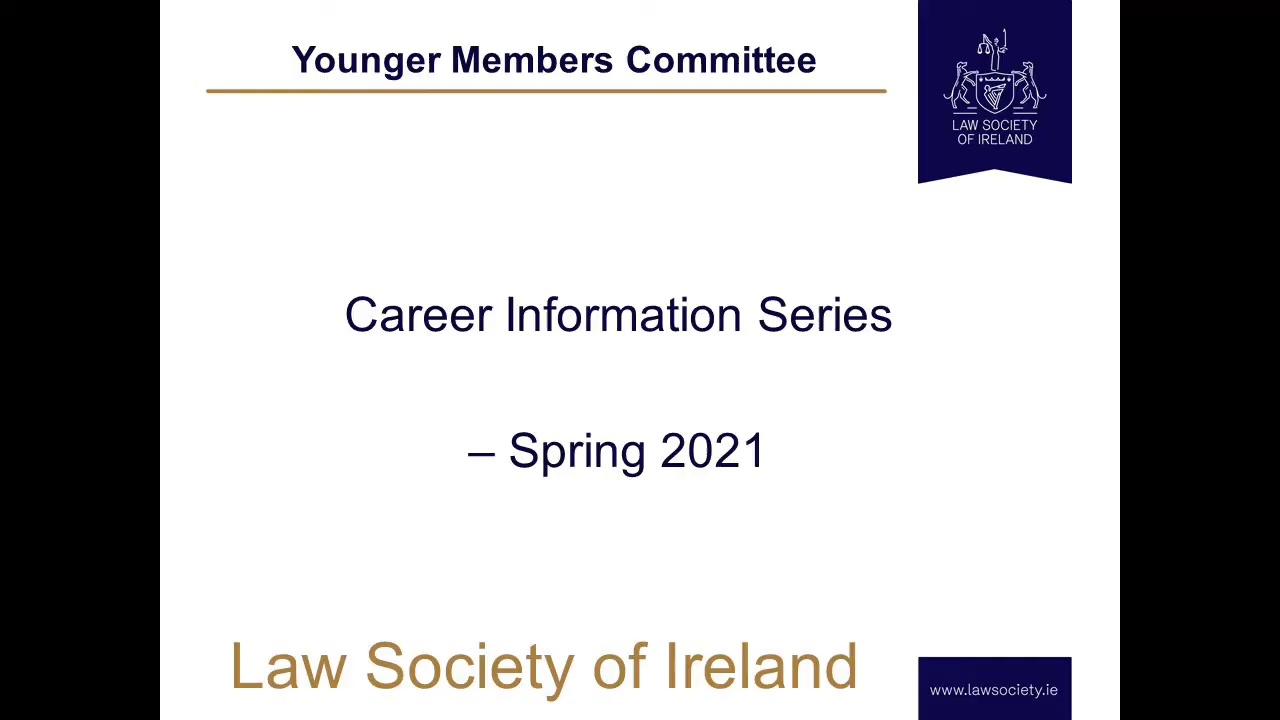 Younger Members Committee
LAW SOCIETY
OF IRELAND
Career Information Series
– Spring 2021
Law Society of Ireland
www.lawsociety.ie